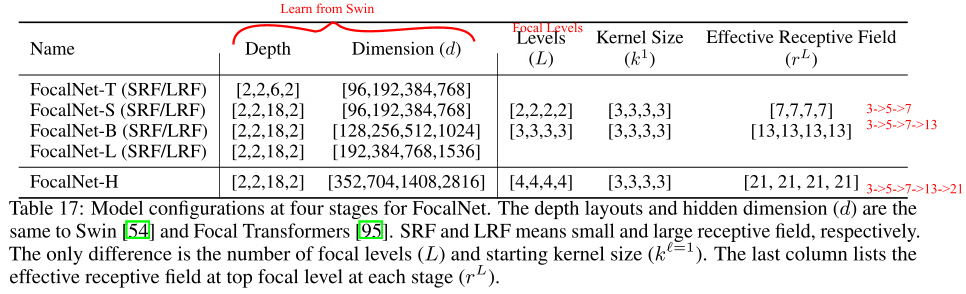 Learn from Swin
Focal Levels
Name Depth Dimension (d) Levels (L) Kernel Size (k¹) Effective Receptive Field (rᴸ)
FocalNet-T (SRF/LRF) [2,2,6,2] [96,192,384,768]
FocalNet-S (SRF/LRF) [2,2,18,2] [96,192,384,768] [2,2,2,2] [3,3,3,3] [7,7,7,7] 3->5->7
FocalNet-B (SRF/LRF) [2,2,18,2] [128,256,512,1024] [3,3,3,3] [3,3,3,3] [13,13,13,13] 3->5->7->13
FocalNet-L (SRF/LRF) [2,2,18,2] [192,384,768,1536]
FocalNet-H [2,2,18,2] [352,704,1408,2816] [4,4,4,4] [3,3,3,3] [21, 21, 21, 21] 3->5->7->13->21
Table 17: Model configurations at four stages for FocalNet. The depth layouts and hidden dimension (d) are the
same to Swin [54] and Focal Transformers [95]. SRF and LRF means small and large receptive field, respectively.
The only difference is the number of focal levels (L) and starting kernel size (kℓ⁼¹). The last column lists the
effective receptive field at top focal level at each stage (rᴸ).